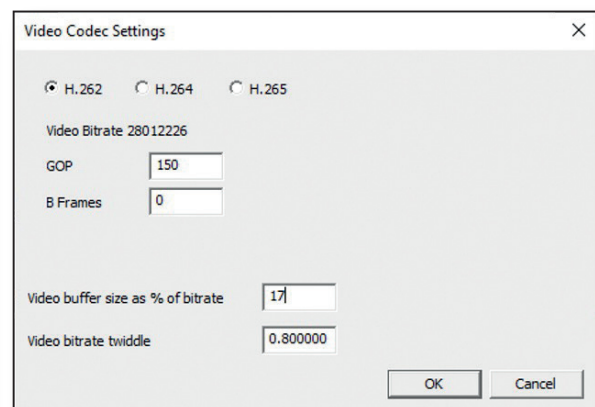 Video Codec Settings
H.262 H.264 H.265
Video Bitrate 28012226
GOP 150
B Frames 0
Video buffer size as % of bitrate 17
Video bitrate twiddle 0.800000
OK Cancel